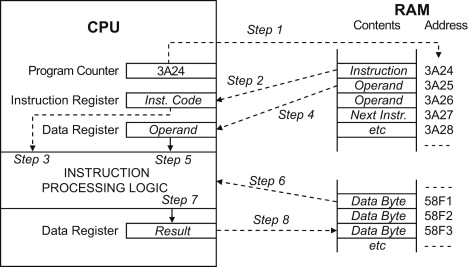 Step 1
RAM
CPU
Contents Address
Program Counter 3A24
Step 2
Instruction 3A24
Operand 3A25
Instruction Register Inst. Code
Operand 3A26
Step 4
Next Instr. 3A27
Data Register Operand
etc 3A28
Step 3 Step 5
INSTRUCTION
PROCESSING LOGIC
Step 6
Step 7
Data Byte 58F1
Data Byte 58F2
Step 8
Data Register Result
Data Byte 58F3
etc